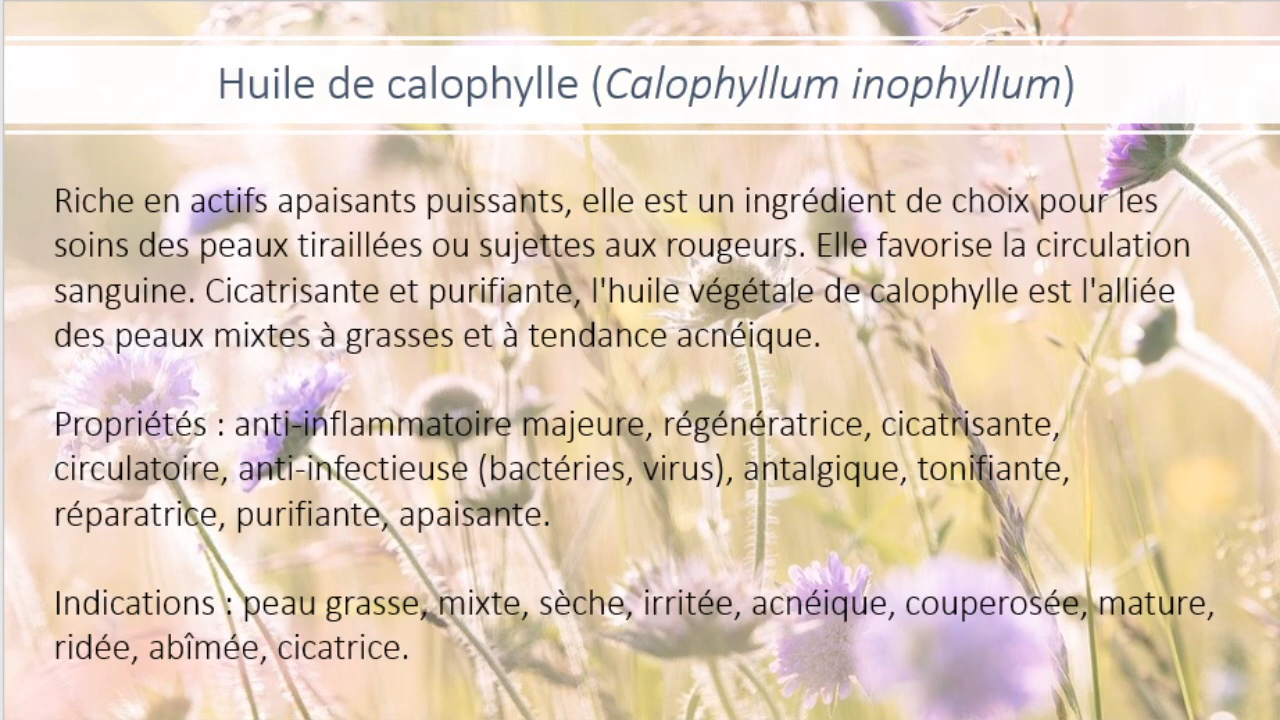 Huile de calophylle (Calophyllum inophyllum)
Riche en actifs apaisants puissants, elle est un ingrédient de choix pour les
soins des peaux tiraillées ou sujettes aux rougeurs. Elle favorise la circulation
sanguine. Cicatrisante et purifiante, l'huile végétale de calophylle est l'alliée
des peaux mixtes à grasses et à tendance acnéique.
Propriétés : anti-inflammatoire majeure, régénératrice, cicatrisante,
circulatoire, anti-infectieuse (bactéries, virus), antalgique, tonifiante,
réparatrice, purifiante, apaisante.
Indications : peau grasse, mixte, sèche, irritée, acnéique, couperosée, mature,
ridée, abîmée, cicatrice.